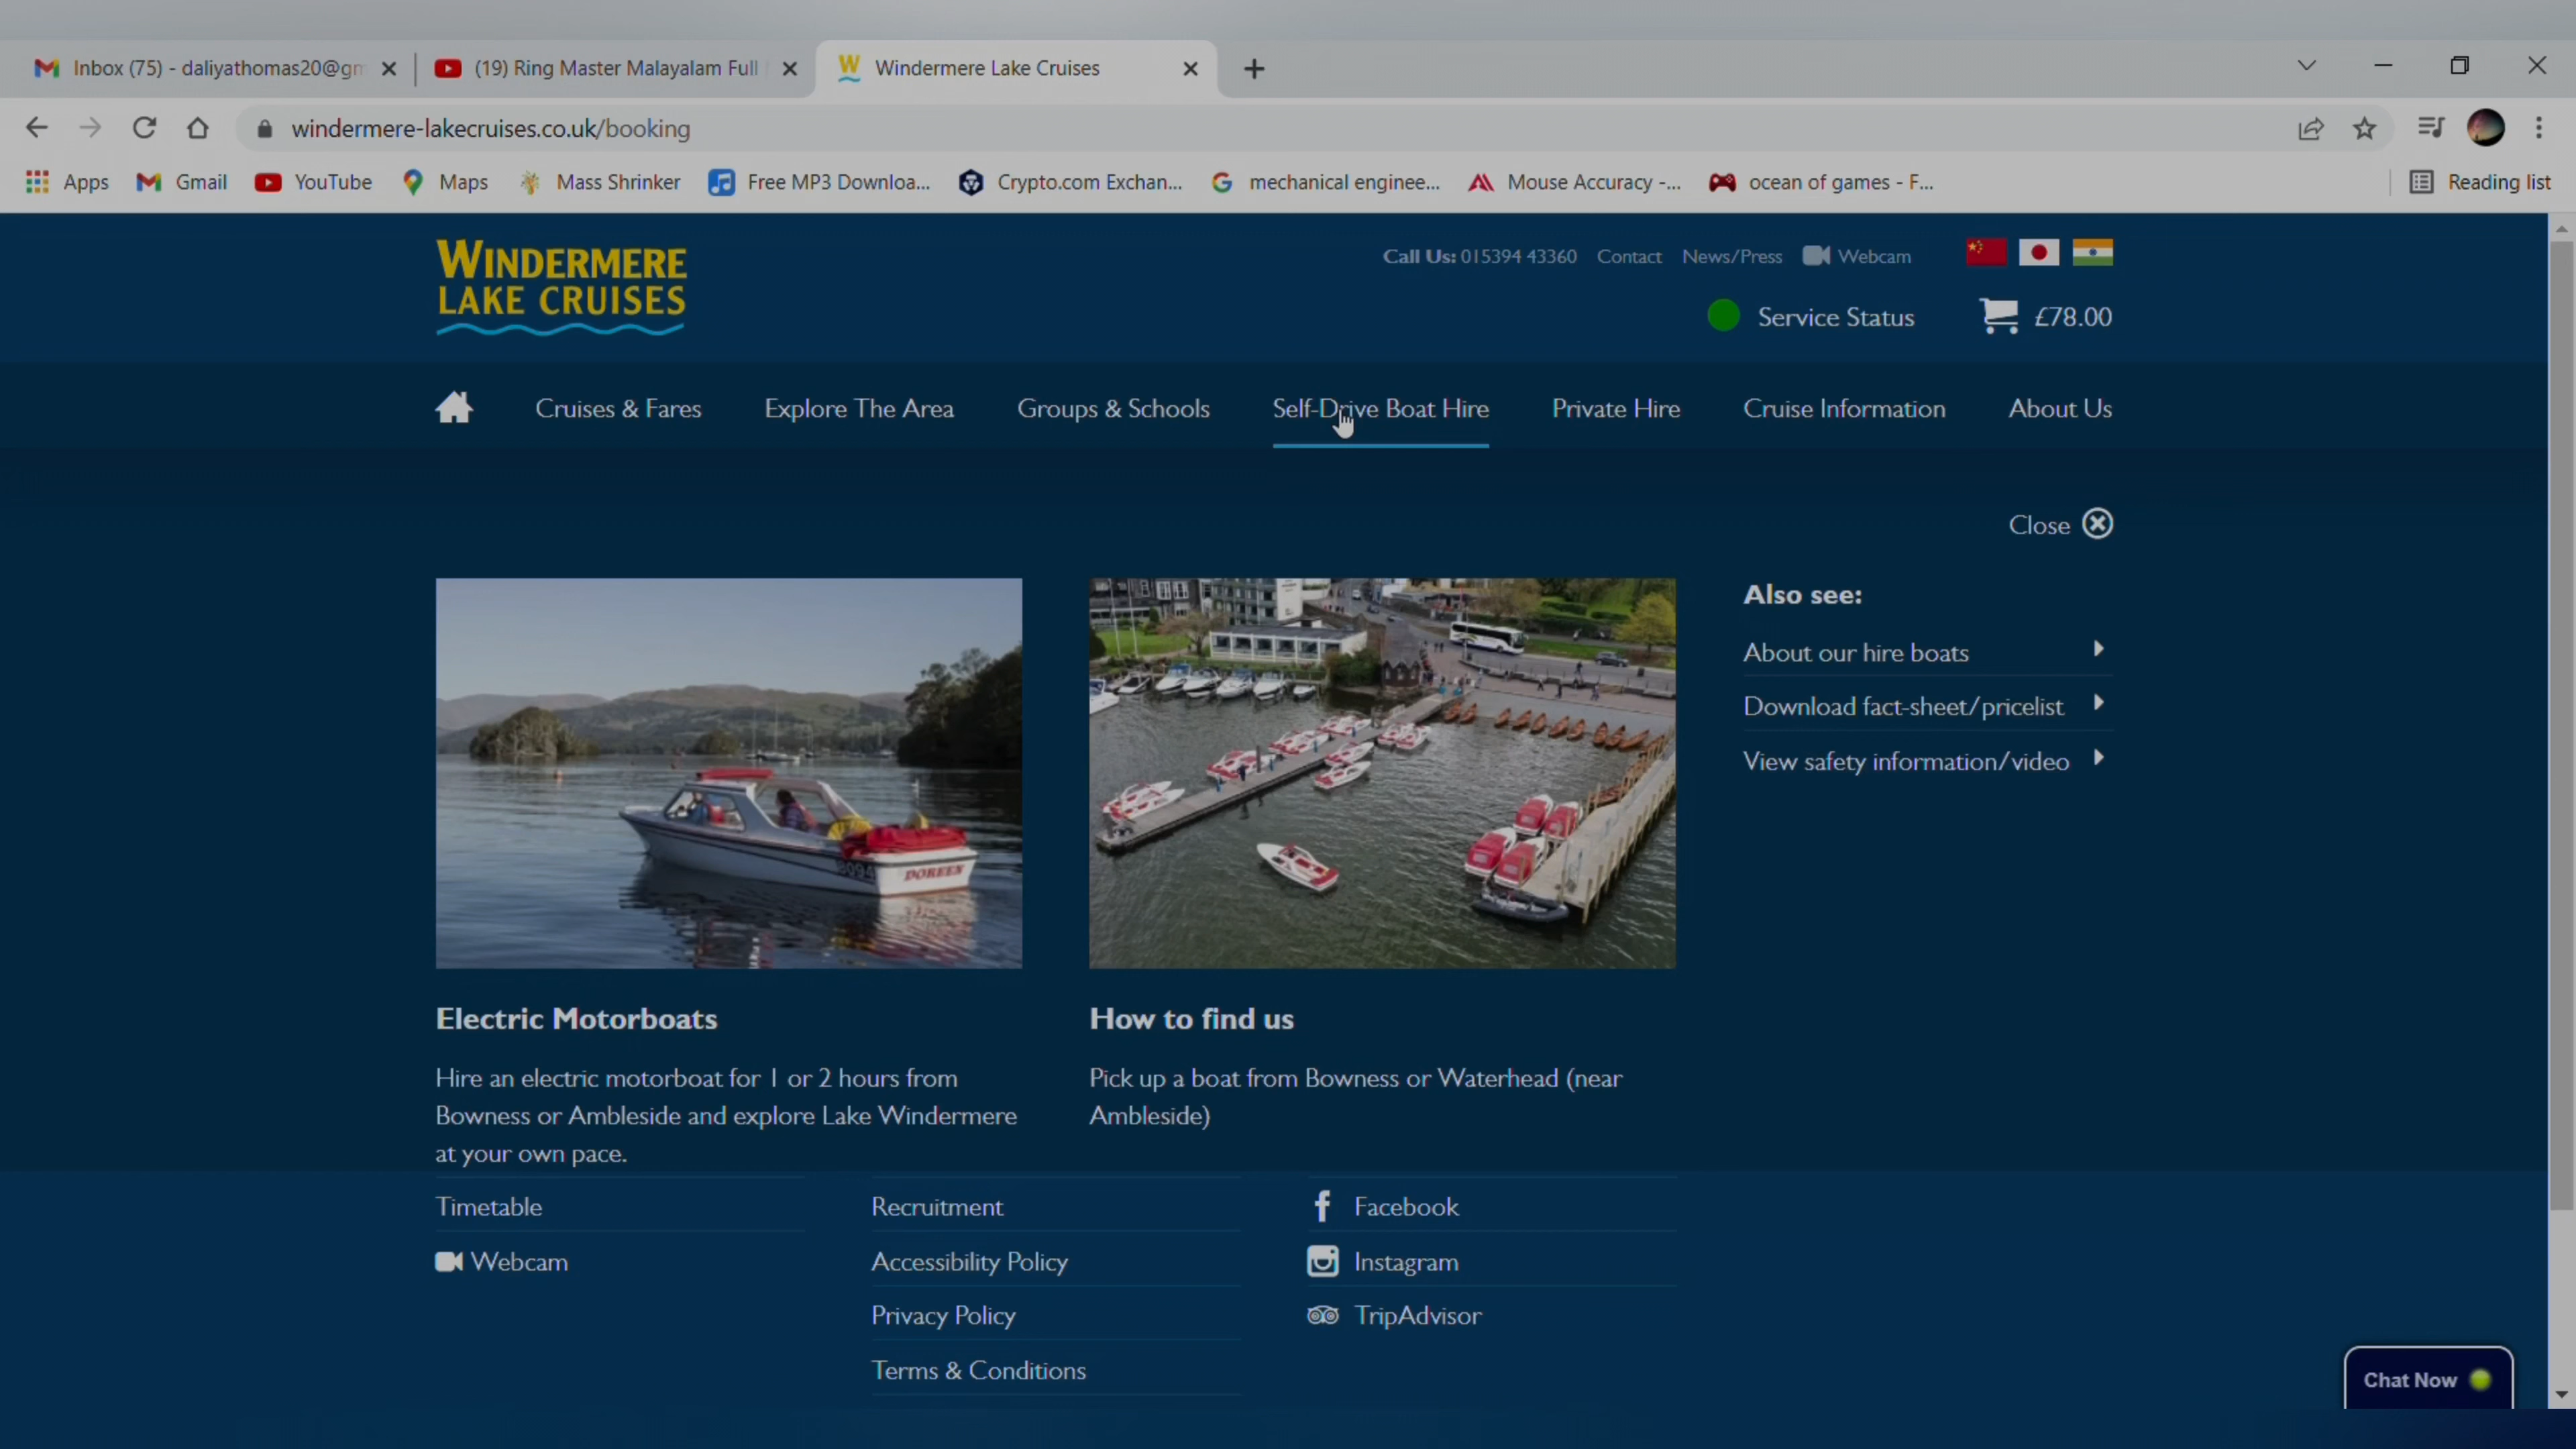 Inbox (75) - daliyathomas20@gm
(19) Ring Master Malayalam Full
Windermere Lake Cruises
windermere-lakecruises.co.uk/booking
Apps
Gmail
YouTube
Maps
Mass Shrinker
Free MP3 Downloa...
Crypto.com Exchan...
mechanical enginee...
Mouse Accuracy -...
ocean of games - F...
Reading list
WINDERMERE
LAKE CRUISES
Call Us: 015394 43360
Contact
News/Press
Webcam
Service Status
£78.00
Cruises & Fares
Explore The Area
Groups & Schools
Self-Drive Boat Hire
Private Hire
Cruise Information
About Us
Close
DOREEN
Also see:
About our hire boats
Download fact-sheet/pricelist
View safety information/video
Electric Motorboats
Hire an electric motorboat for 1 or 2 hours from
Bowness or Ambleside and explore Lake Windermere
at your own pace.
How to find us
Pick up a boat from Bowness or Waterhead (near
Ambleside)
Timetable
Webcam
Recruitment
Accessibility Policy
Privacy Policy
Terms & Conditions
Facebook
Instagram
TripAdvisor
Chat Now